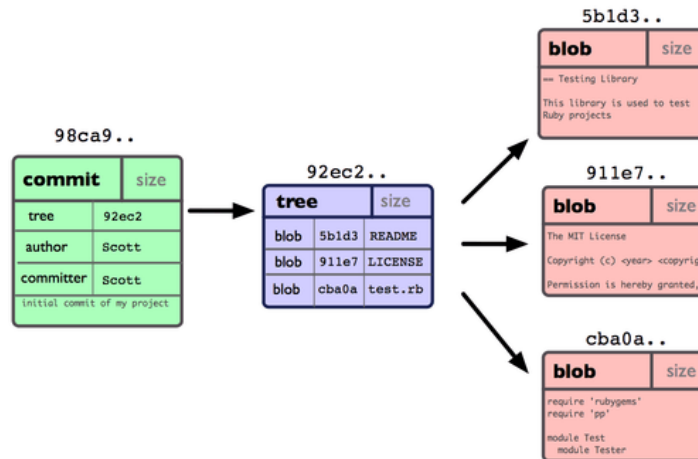 98ca9..
commit size
tree 92ec2
author Scott
committer Scott
initial commit of my project
92ec2..
tree size
blob 5b1d3 README
blob 911e7 LICENSE
blob cba0a test.rb
5b1d3..
blob size
== Testing Library
This library is used to test
Ruby projects
911e7..
blob size
The MIT License
Copyright (c) <year> <copyrig
Permission is hereby granted,
cba0a..
blob size
require 'rubygems'
require 'pp'
module Test
module Tester